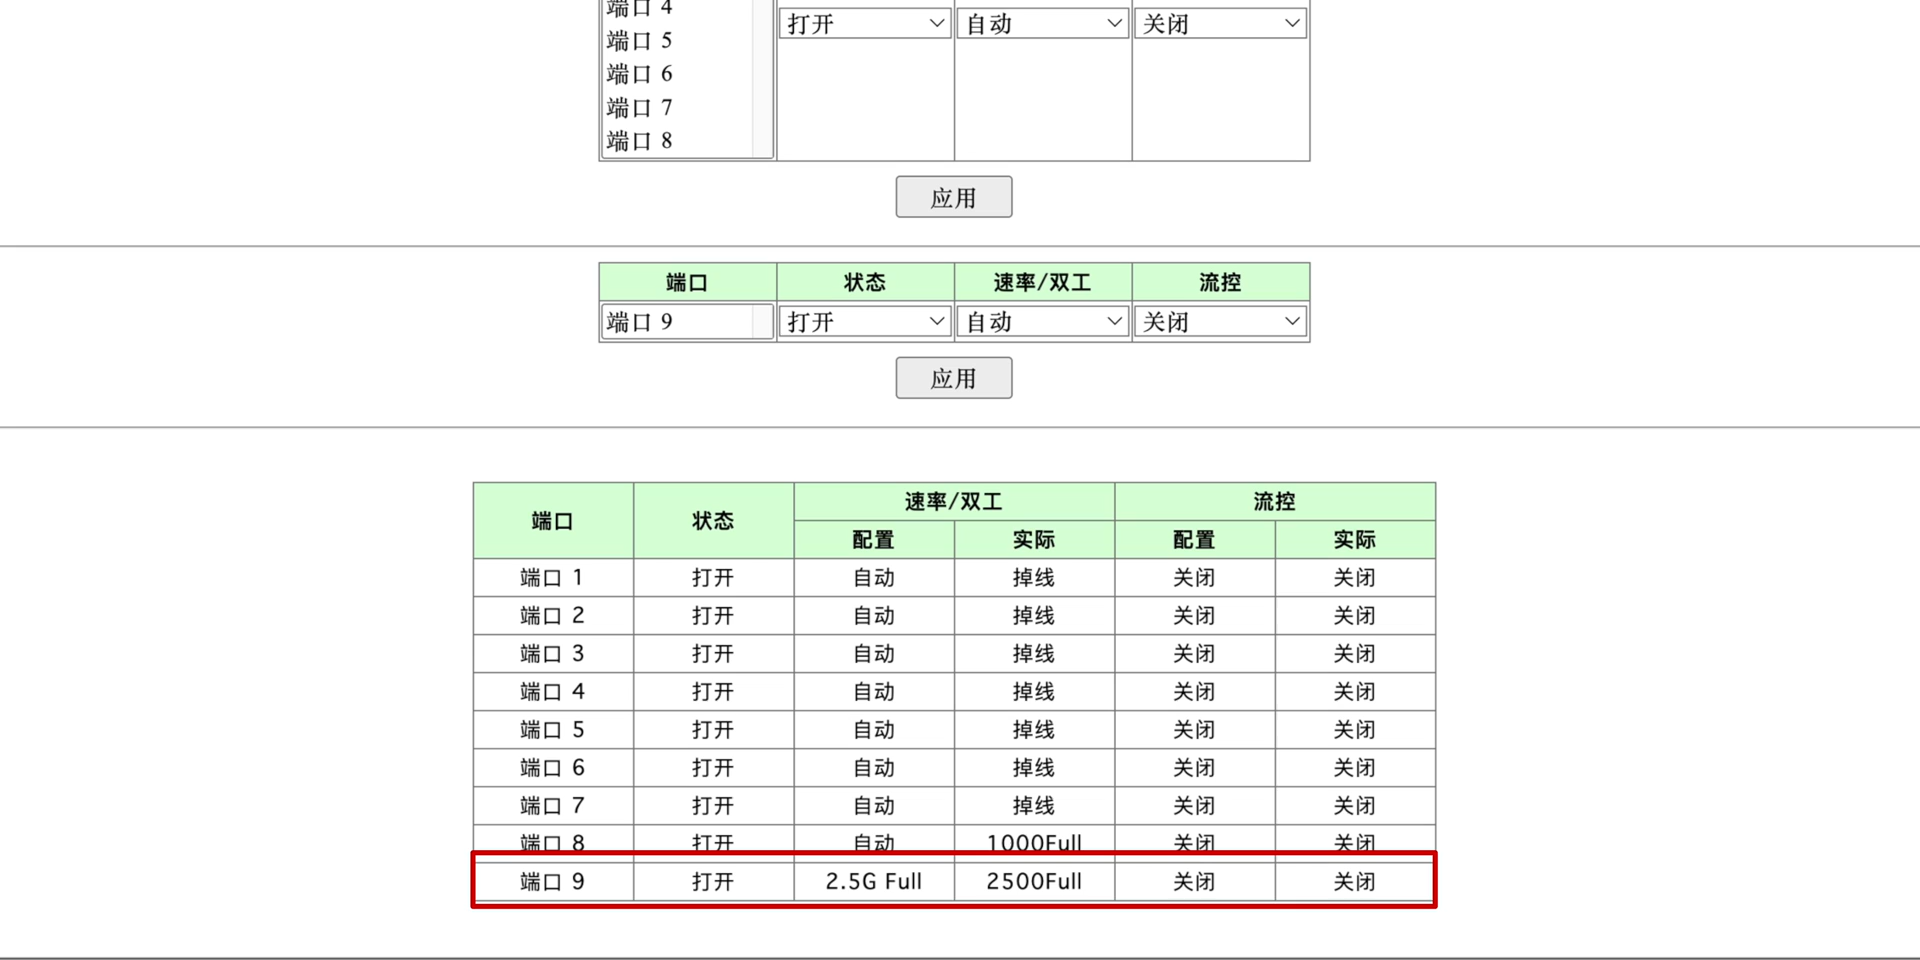 端口 4
打开 自动 关闭
端口 5
端口 6
端口 7
端口 8
应用
端口 状态 速率/双工 流控
端口 9 打开 自动 关闭
应用
端口 状态 速率/双工 流控
配置 实际 配置 实际
端口 1 打开 自动 掉线 关闭 关闭
端口 2 打开 自动 掉线 关闭 关闭
端口 3 打开 自动 掉线 关闭 关闭
端口 4 打开 自动 掉线 关闭 关闭
端口 5 打开 自动 掉线 关闭 关闭
端口 6 打开 自动 掉线 关闭 关闭
端口 7 打开 自动 掉线 关闭 关闭
端口 8 打开 自动 1000Full 关闭 关闭
端口 9 打开 2.5G Full 2500Full 关闭 关闭